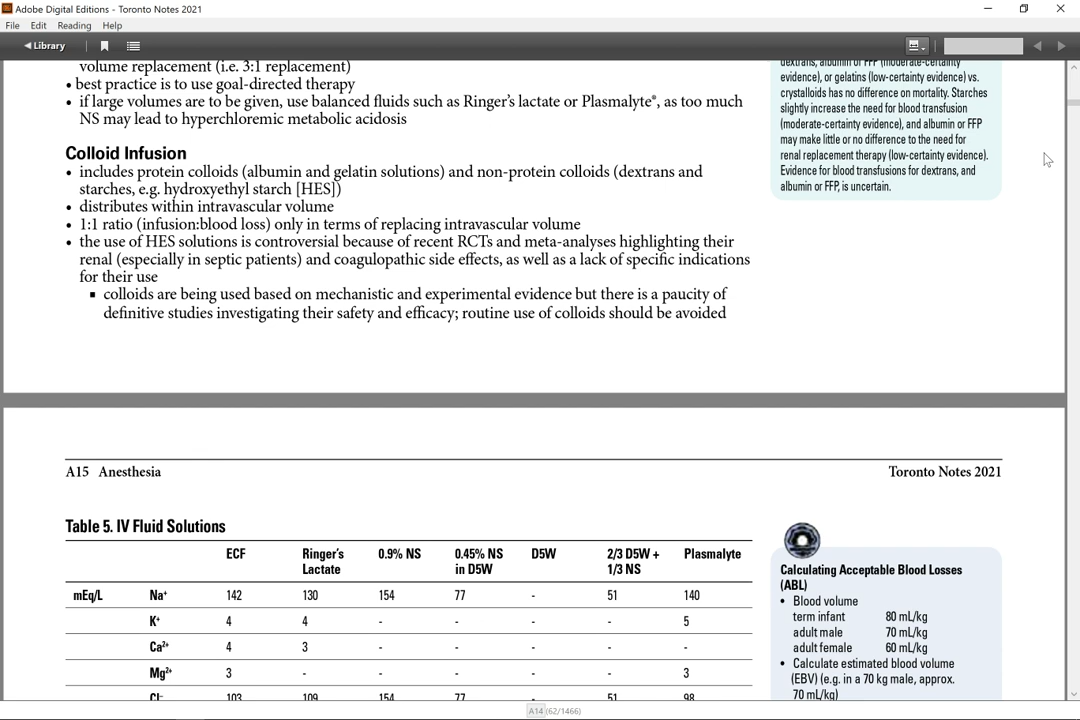 Adobe Digital Editions - Toronto Notes 2021
File Edit Reading Help
◄ Library
volume replacement (i.e. 3:1 replacement)
• best practice is to use goal-directed therapy
• if large volumes are to be given, use balanced fluids such as Ringer's lactate or Plasmalyte®, as too much
NS may lead to hyperchloremic metabolic acidosis
Colloid Infusion
• includes protein colloids (albumin and gelatin solutions) and non-protein colloids (dextrans and
starches, e.g. hydroxyethyl starch [HES])
• distributes within intravascular volume
• 1:1 ratio (infusion:blood loss) only in terms of replacing intravascular volume
• the use of HES solutions is controversial because of recent RCTs and meta-analyses highlighting their
renal (especially in septic patients) and coagulopathic side effects, as well as a lack of specific indications
for their use
■ colloids are being used based on mechanistic and experimental evidence but there is a paucity of
definitive studies investigating their safety and efficacy; routine use of colloids should be avoided
dextrans, albumin or FFP (moderate-certainty
evidence), or gelatins (low-certainty evidence) vs.
crystalloids has no difference on mortality. Starches
slightly increase the need for blood transfusion
(moderate-certainty evidence), and albumin or FFP
may make little or no difference to the need for
renal replacement therapy (low-certainty evidence).
Evidence for blood transfusions for dextrans, and
albumin or FFP, is uncertain.
A15 Anesthesia Toronto Notes 2021
Table 5. IV Fluid Solutions
ECF Ringer's Lactate 0.9% NS 0.45% NS in D5W D5W 2/3 D5W + 1/3 NS Plasmalyte
mEq/L Na⁺ 142 130 154 77 - 51 140
K⁺ 4 4 - - - - 5
Ca²⁺ 4 3 - - - - -
Mg²⁺ 3 - - - - - 3
Cl⁻ 103 109 154 77 - 51 98
Calculating Acceptable Blood Losses
(ABL)
• Blood volume
term infant 80 mL/kg
adult male 70 mL/kg
adult female 60 mL/kg
• Calculate estimated blood volume
(EBV) (e.g. in a 70 kg male, approx.
70 mL/kg)
A14 (62/1466)